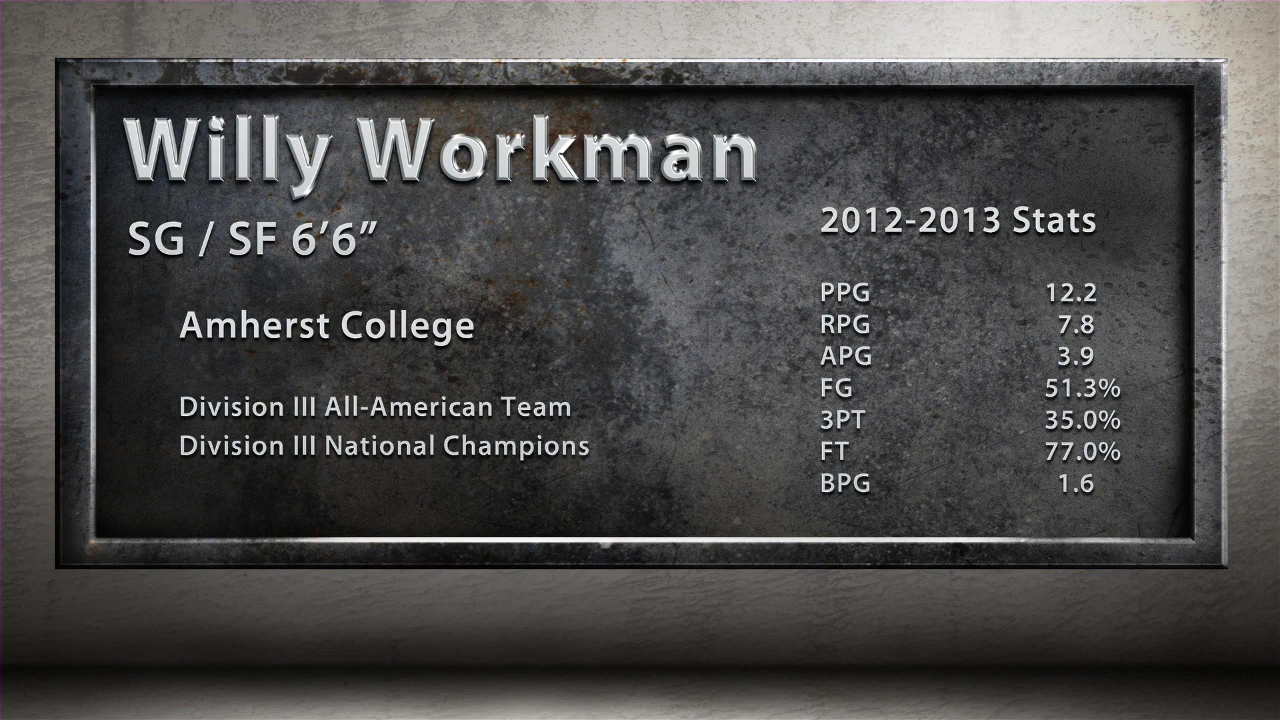 Willy Workman
SG / SF 6’6”
Amherst College
Division III All-American Team
Division III National Champions
2012-2013 Stats
PPG 12.2
RPG 7.8
APG 3.9
FG 51.3%
3PT 35.0%
FT 77.0%
BPG 1.6